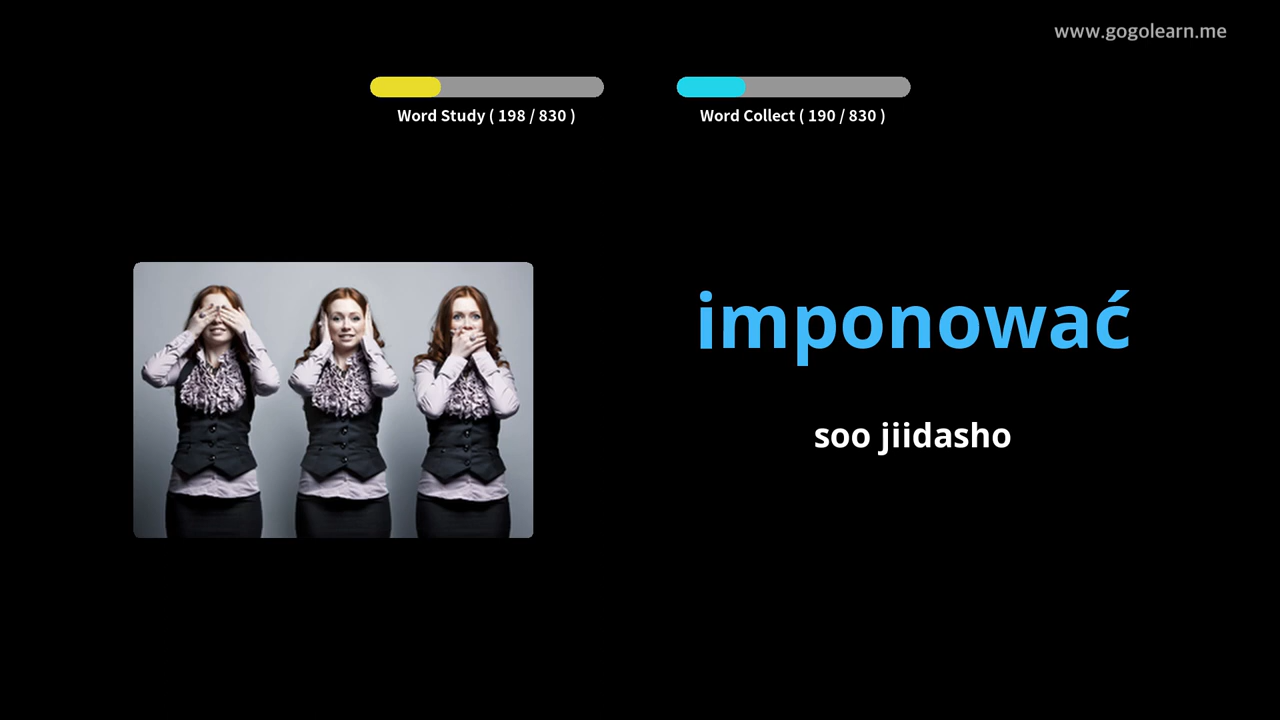 www.gogolearn.me
Word Study ( 198 / 830 )
Word Collect ( 190 / 830 )
imponować
soo jiidasho